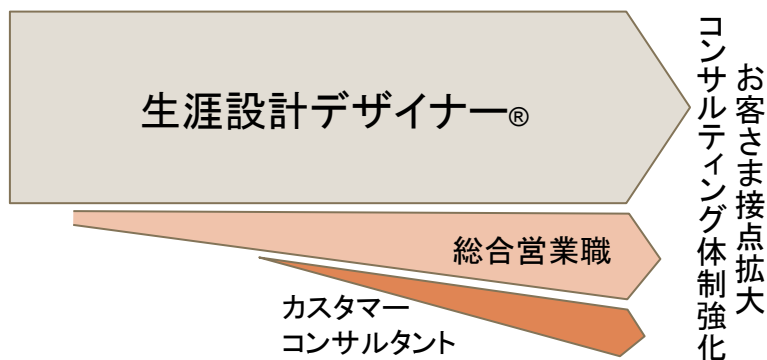 生涯設計デザイナー®
総合営業職
カスタマー
コンサルタント
お客さま接点拡大
コンサルティング体制強化